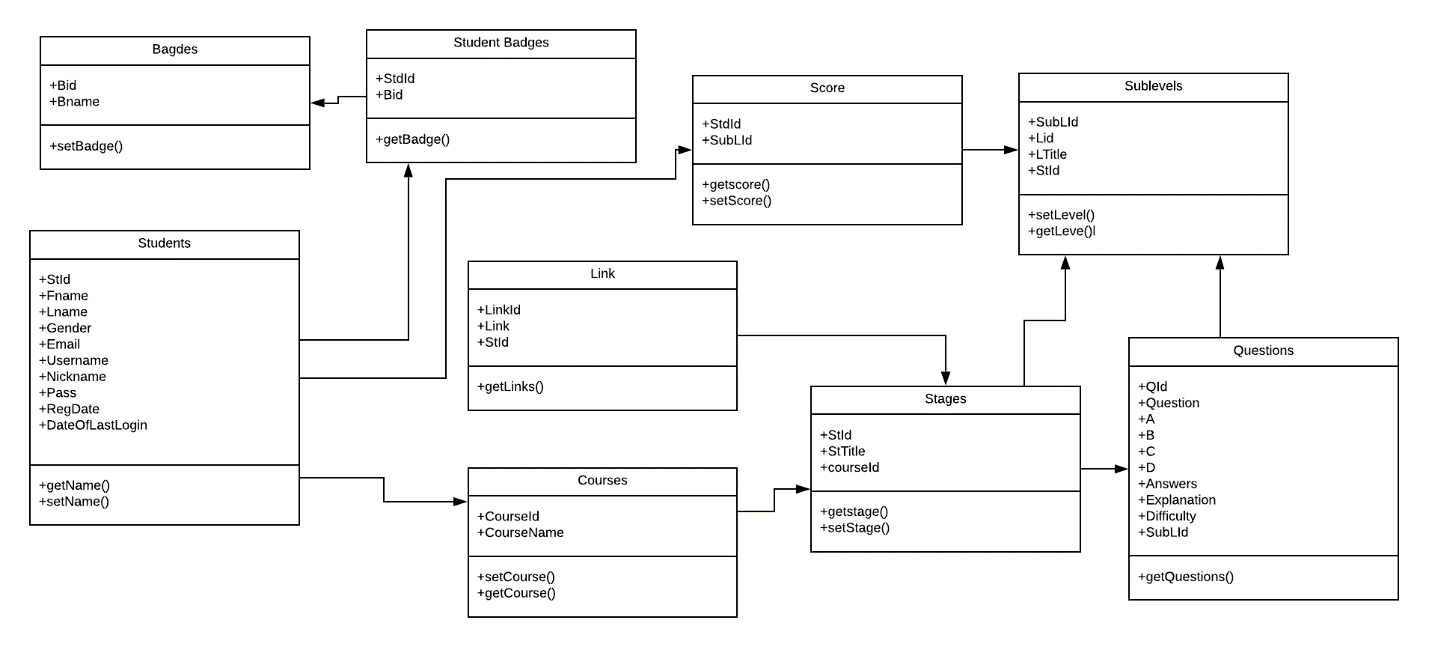 Bagdes
+Bid
+Bname
+setBadge()
Student Badges
+StdId
+Bid
+getBadge()
Score
+StdId
+SubLId
+getscore()
+setScore()
Sublevels
+SubLId
+Lid
+LTitle
+StId
+setLevel()
+getLeve()l
Students
+StId
+Fname
+Lname
+Gender
+Email
+Username
+Nickname
+Pass
+RegDate
+DateOfLastLogin
+getName()
+setName()
Link
+LinkId
+Link
+StId
+getLinks()
Courses
+CourseId
+CourseName
+setCourse()
+getCourse()
Stages
+StId
+StTitle
+courseId
+getstage()
+setStage()
Questions
+QId
+Question
+A
+B
+C
+D
+Answers
+Explanation
+Difficulty
+SubLId
+getQuestions()